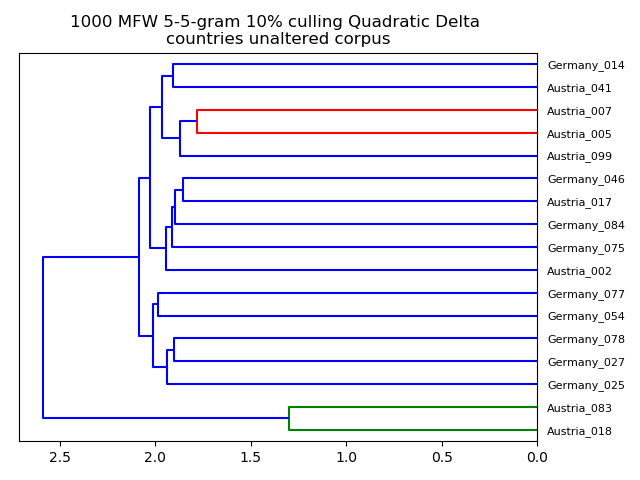 1000 MFW 5-5-gram 10% culling Quadratic Delta
countries unaltered corpus
Germany_014
Austria_041
Austria_007
Austria_005
Austria_099
Germany_046
Austria_017
Germany_084
Germany_075
Austria_002
Germany_077
Germany_054
Germany_078
Germany_027
Germany_025
Austria_083
Austria_018
2.5 2.0 1.5 1.0 0.5 0.0